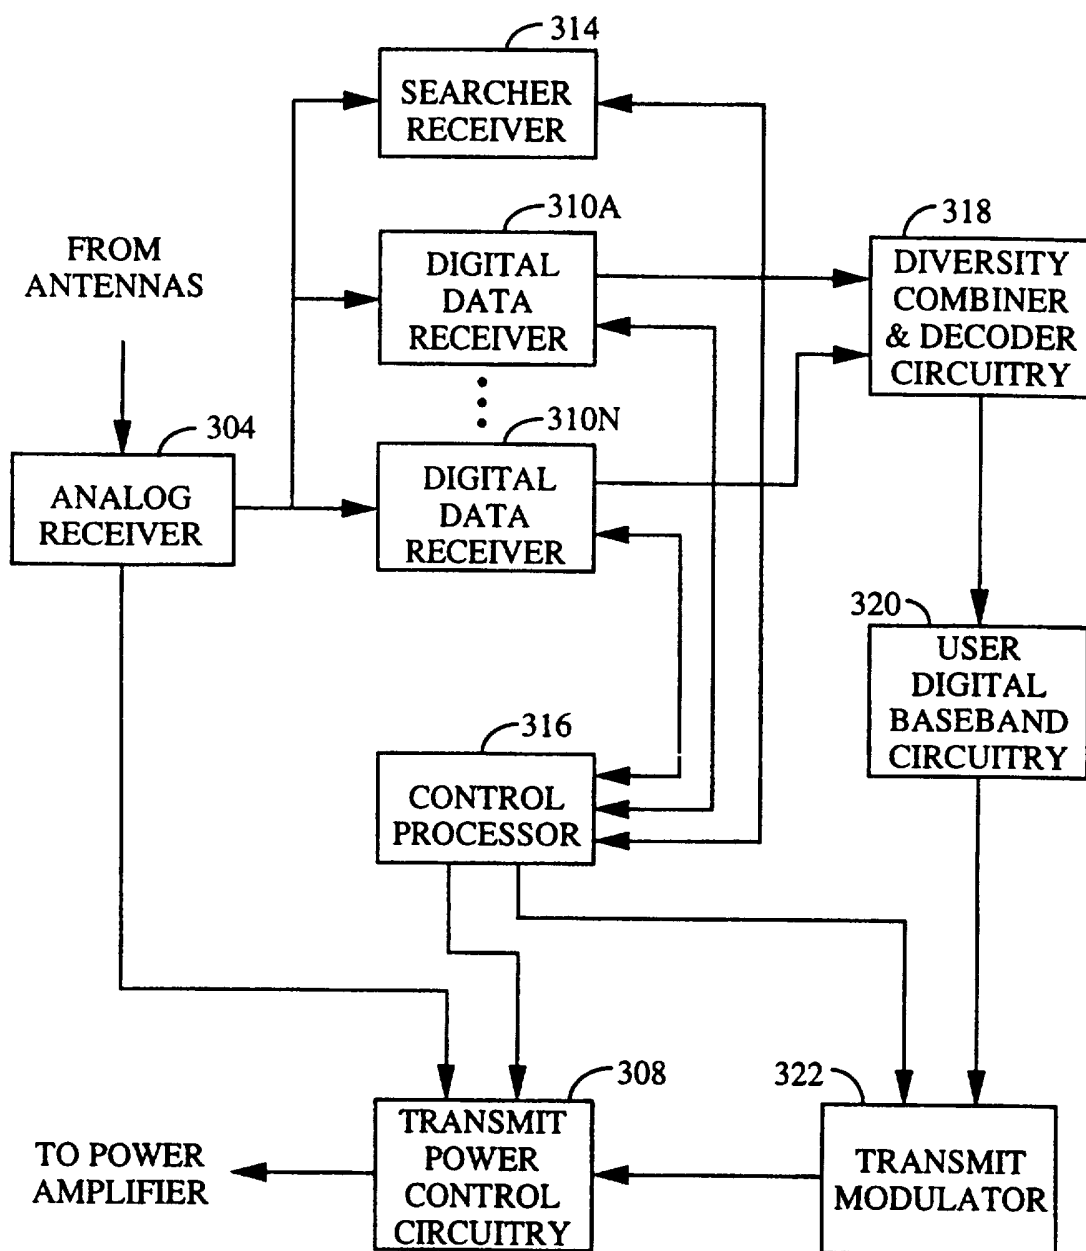 314
SEARCHER
RECEIVER
310A
DIGITAL
DATA
RECEIVER
318
DIVERSITY
COMBINER
& DECODER
CIRCUITRY
FROM
ANTENNAS
304
ANALOG
RECEIVER
310N
DIGITAL
DATA
RECEIVER
320
USER
DIGITAL
BASEBAND
CIRCUITRY
316
CONTROL
PROCESSOR
308
TRANSMIT
POWER
CONTROL
CIRCUITRY
322
TRANSMIT
MODULATOR
TO POWER
AMPLIFIER